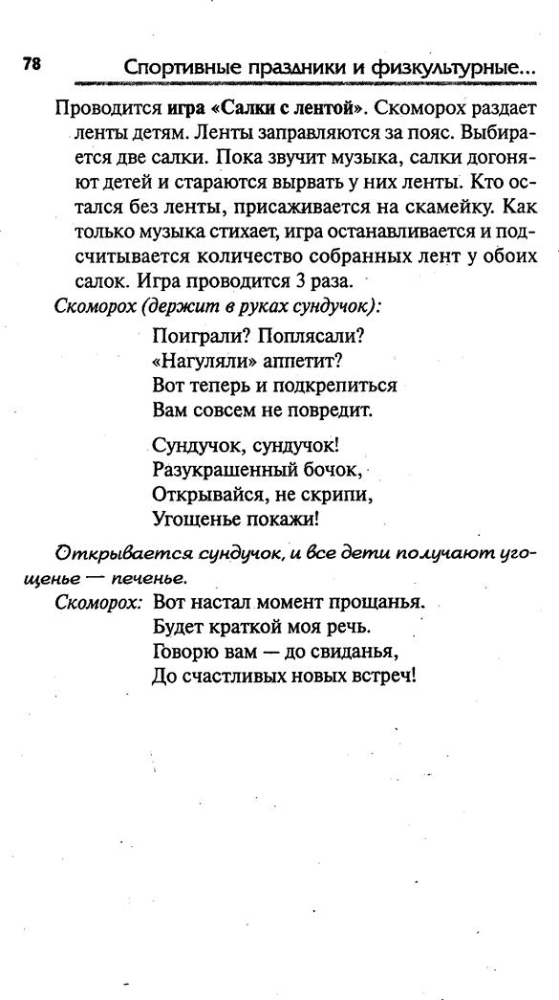 78
Спортивные праздники и физкультурные...
Проводится игра «Салки с лентой». Скоморох раздает
ленты детям. Ленты заправляются за пояс. Выбира-
ется две салки. Пока звучит музыка, салки догоня-
ют детей и стараются вырвать у них ленты. Кто ос-
тался без ленты, присаживается на скамейку. Как
только музыка стихает, игра останавливается и под-
считывается количество собранных лент у обоих
салок. Игра проводится 3 раза.
Скоморох (держит в руках сундучок):
Поиграли? Поплясали?
«Нагуляли» аппетит?
Вот теперь и подкрепиться
Вам совсем не повредит.
Сундучок, сундучок!
Разукрашенный бочок,
Открывайся, не скрипи,
Угощенье покажи!
Открывается сундучок, и все дети получают уго-
щенье — печенье.
Скоморох: Вот настал момент прощанья.
Будет краткой моя речь.
Говорю вам — до свиданья,
До счастливых новых встреч!